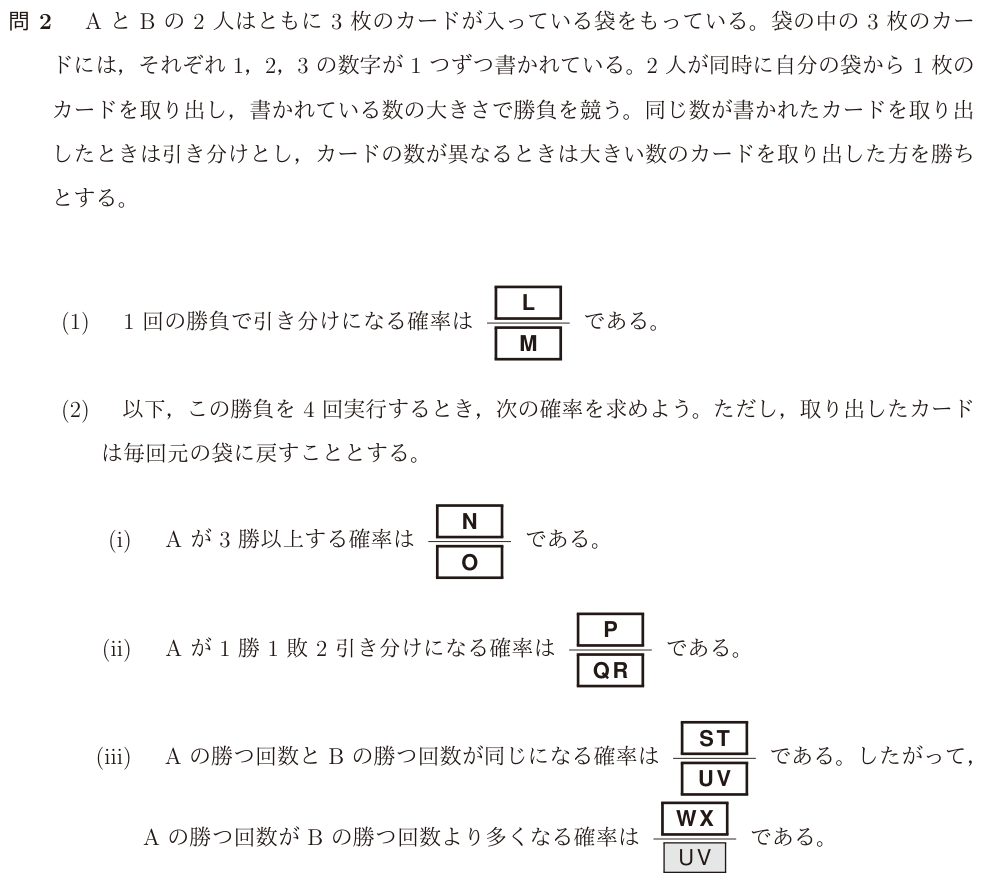 問 2　A と B の 2 人はともに 3 枚のカードが入っている袋をもっている。袋の中の 3 枚のカー
ドには，それぞれ 1，2，3 の数字が 1 つずつ書かれている。2 人が同時に自分の袋から 1 枚の
カードを取り出し，書かれている数の大きさで勝負を競う。同じ数が書かれたカードを取り出
したときは引き分けとし，カードの数が異なるときは大きい数のカードを取り出した方を勝ち
とする。
(1)　1 回の勝負で引き分けになる確率は L/M である。
(2)　以下，この勝負を 4 回実行するとき，次の確率を求めよう。ただし，取り出したカード
は毎回元の袋に戻すこととする。
(i)　A が 3 勝以上する確率は N/O である。
(ii)　A が 1 勝 1 敗 2 引き分けになる確率は P/QR である。
(iii)　A の勝つ回数と B の勝つ回数が同じになる確率は ST/UV である。したがって，
A の勝つ回数が B の勝つ回数より多くなる確率は WX/UV である。